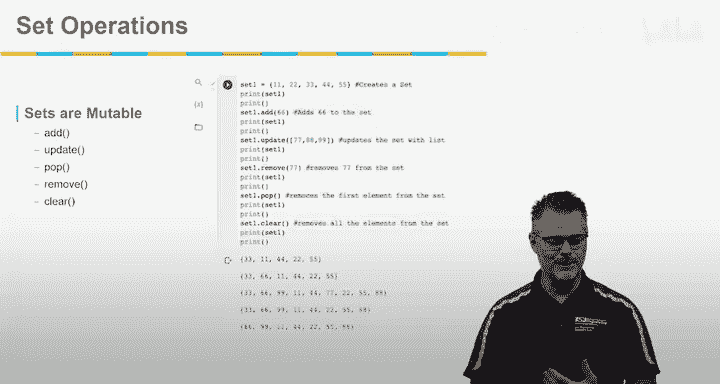 Set Operations
Sets are Mutable
– add()
– update()
– pop()
– remove()
– clear()
{x}
set1 = {11, 22, 33, 44, 55} #Creates a Set
print(set1)
print()
set1.add(66) #Adds 66 to the set
print(set1)
print()
set1.update([77,88,99]) #updates the set with list
print(set1)
print()
set1.remove(77) #removes 77 from the set
print(set1)
print()
set1.pop() #removes the first element from the set
print(set1)
print()
set1.clear() #removes all the elements from the set
print(set1)
print()
{33, 11, 44, 22, 55}
{33, 66, 11, 44, 22, 55}
{33, 66, 99, 11, 44, 77, 22, 55, 88}
{33, 66, 99, 11, 44, 22, 55, 88}
{66, 99, 11, 44, 22, 55, 88}